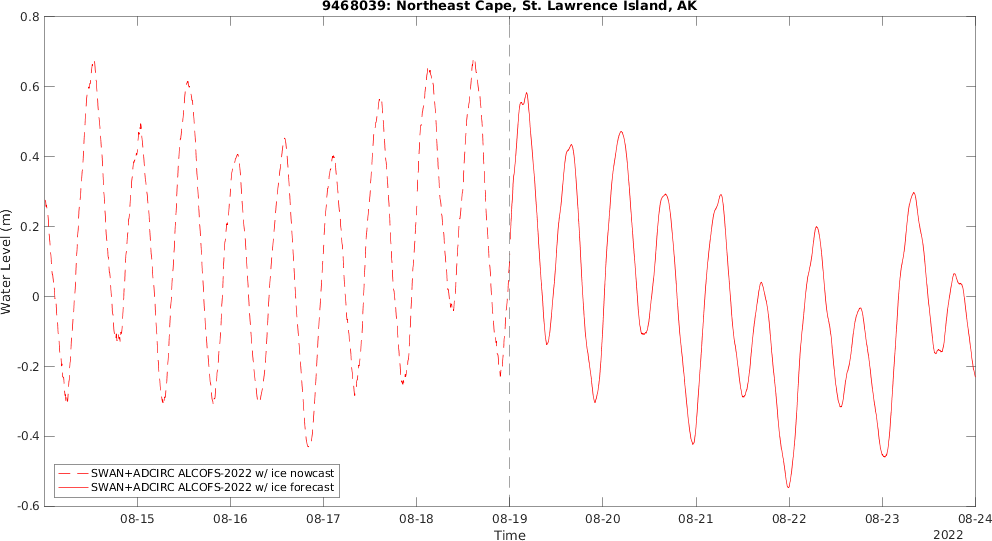 9468039: Northeast Cape, St. Lawrence Island, AK
0.8
0.6
0.4
0.2
0
-0.2
-0.4
-0.6
Water Level (m)
SWAN+ADCIRC ALCOFS-2022 w/ ice nowcast
SWAN+ADCIRC ALCOFS-2022 w/ ice forecast
08-15 08-16 08-17 08-18 08-19 08-20 08-21 08-22 08-23 08-24
Time
2022